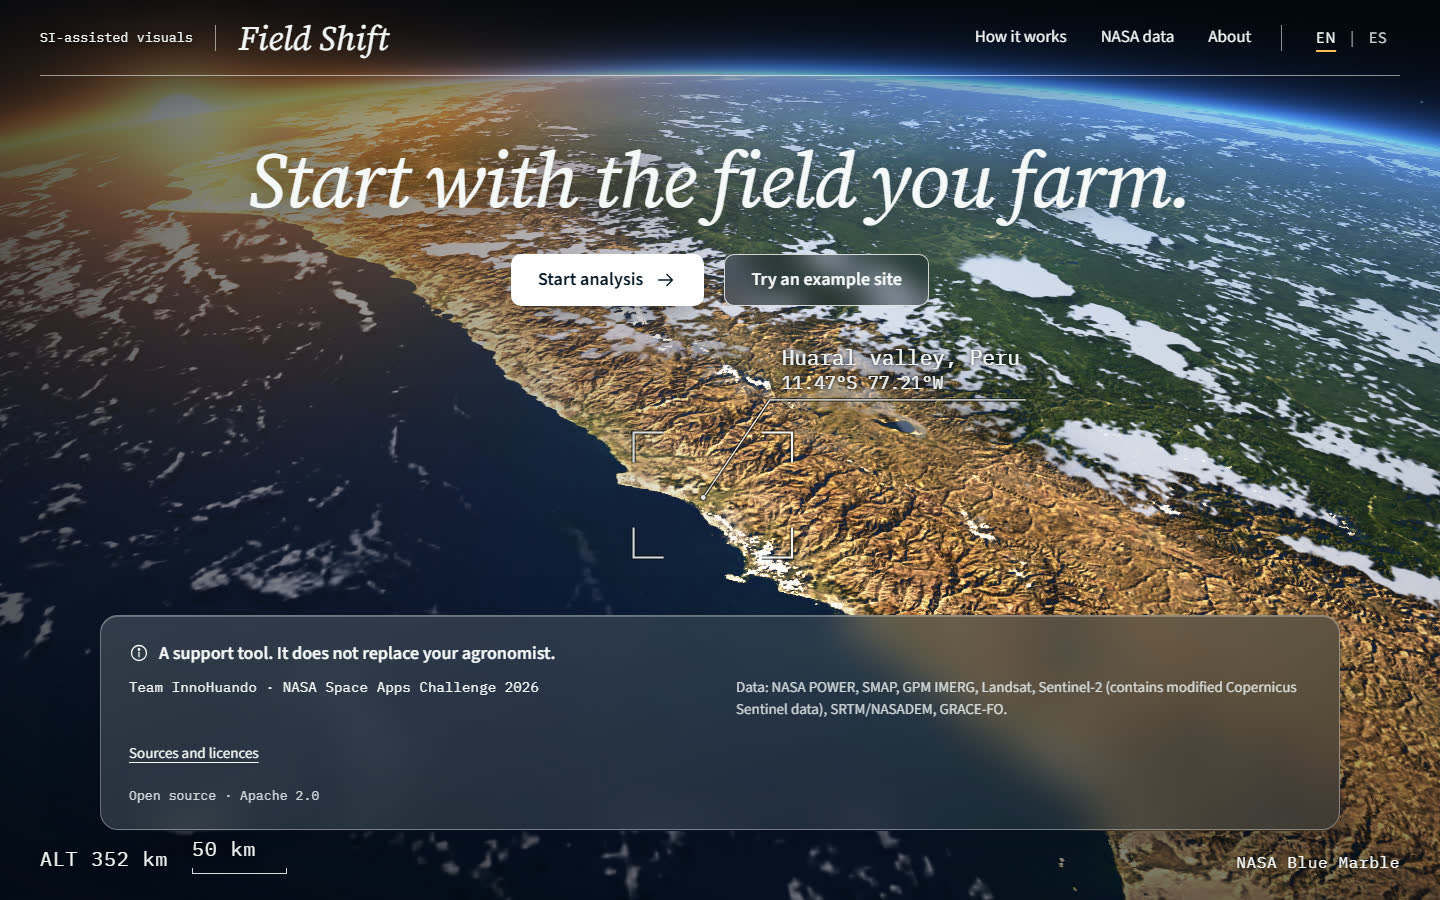 SI-assisted visuals
Field Shift
How it works
NASA data
About
EN | ES
Start with the field you farm.
Start analysis →
Try an example site
Huaral valley, Peru
11.47°S 77.21°W
A support tool. It does not replace your agronomist.
Team InnoHuando · NASA Space Apps Challenge 2026
Data: NASA POWER, SMAP, GPM IMERG, Landsat, Sentinel-2 (contains modified Copernicus
Sentinel data), SRTM/NASADEM, GRACE-FO.
Sources and licences
Open source · Apache 2.0
ALT 352 km
50 km
NASA Blue Marble